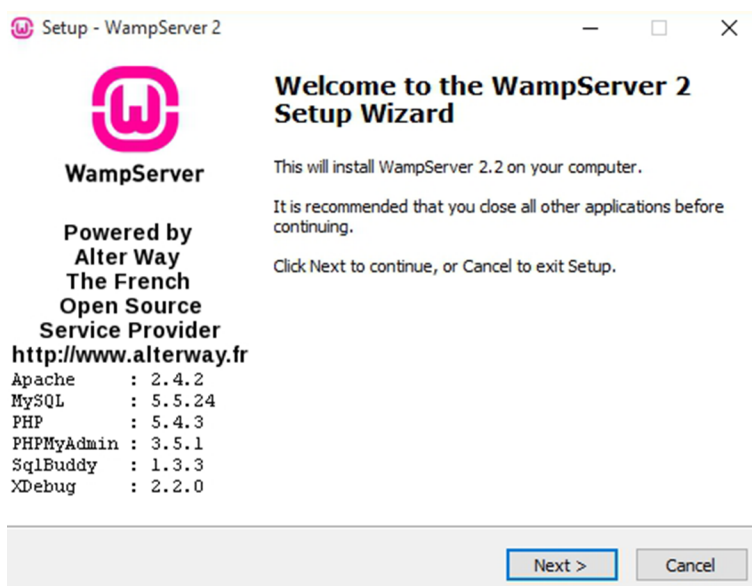 Setup - WampServer 2
WampServer
Powered by
Alter Way
The French
Open Source
Service Provider
http://www.alterway.fr
Apache : 2.4.2
MySQL : 5.5.24
PHP : 5.4.3
PHPMyAdmin : 3.5.1
SqlBuddy : 1.3.3
XDebug : 2.2.0
Welcome to the WampServer 2
Setup Wizard
This will install WampServer 2.2 on your computer.
It is recommended that you close all other applications before
continuing.
Click Next to continue, or Cancel to exit Setup.
Next >
Cancel